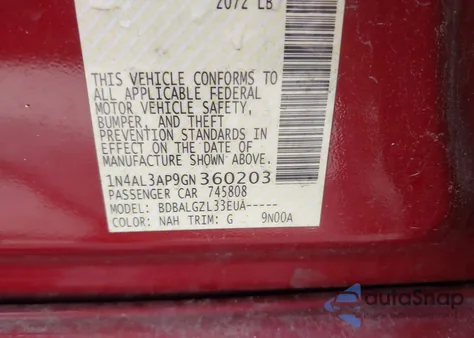 2072 LB
THIS VEHICLE CONFORMS TO
ALL APPLICABLE FEDERAL
MOTOR VEHICLE SAFETY,
BUMPER, AND THEFT
PREVENTION STANDARDS IN
EFFECT ON THE DATE OF
MANUFACTURE SHOWN ABOVE.
1N4AL3AP9GN360203
PASSENGER CAR 745808
MODEL: BDBALGZL33EUA-----
COLOR: NAH TRIM: G 9N00A
autoSnap